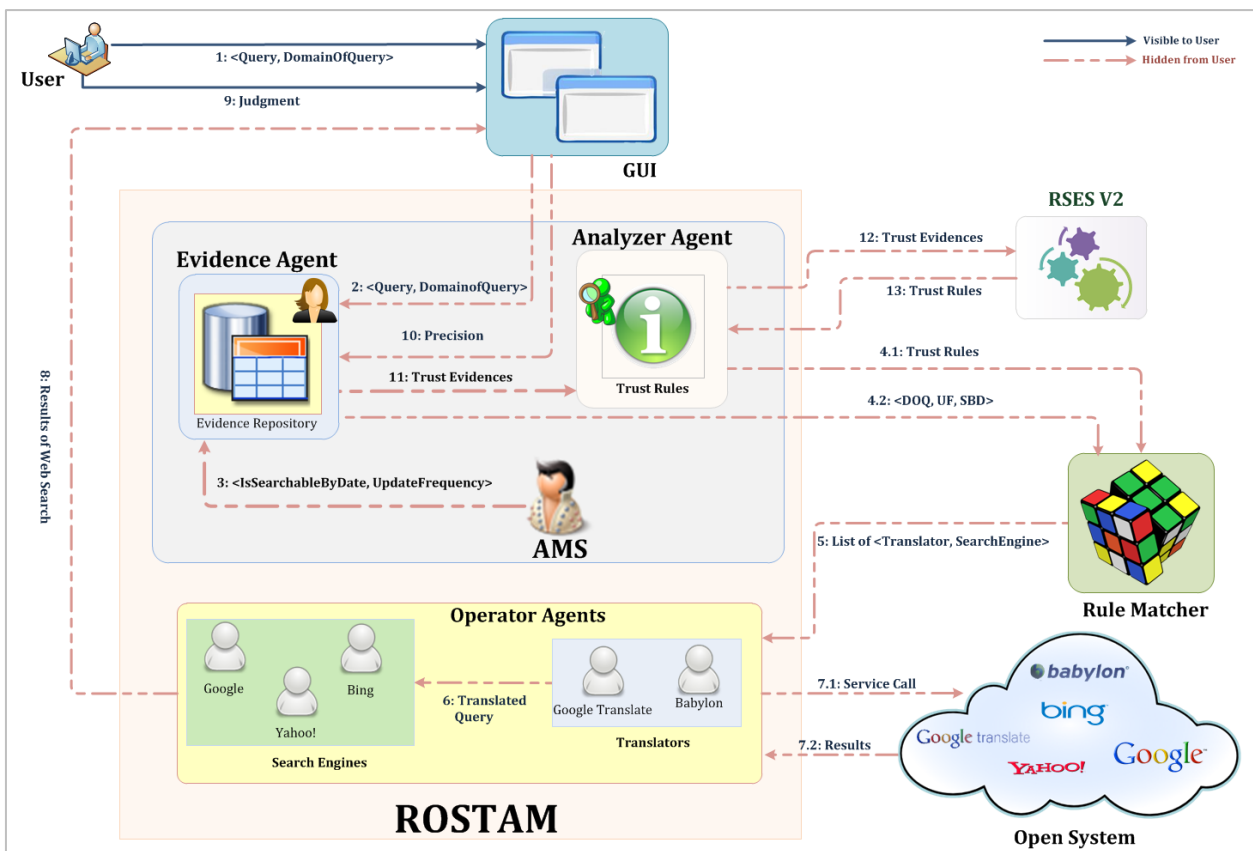 User
1: <Query, DomainOfQuery>
9: Judgment
GUI
Visible to User
Hidden from User
RSES V2
Evidence Agent
Analyzer Agent
12: Trust Evidences
13: Trust Rules
2: <Query, DomainofQuery>
10: Precision
11: Trust Evidences
Trust Rules
4.1: Trust Rules
4.2: <DOQ, UF, SBD>
Evidence Repository
3: <IsSearchableByDate, UpdateFrequency>
AMS
8: Results of Web Search
5: List of <Translator, SearchEngine>
Rule Matcher
Operator Agents
Google
Bing
Yahoo!
Search Engines
6: Translated
Query
Google Translate
Babylon
Translators
7.1: Service Call
7.2: Results
babylon®
bing™
Google translate
YAHOO!
Google™
Open System
ROSTAM